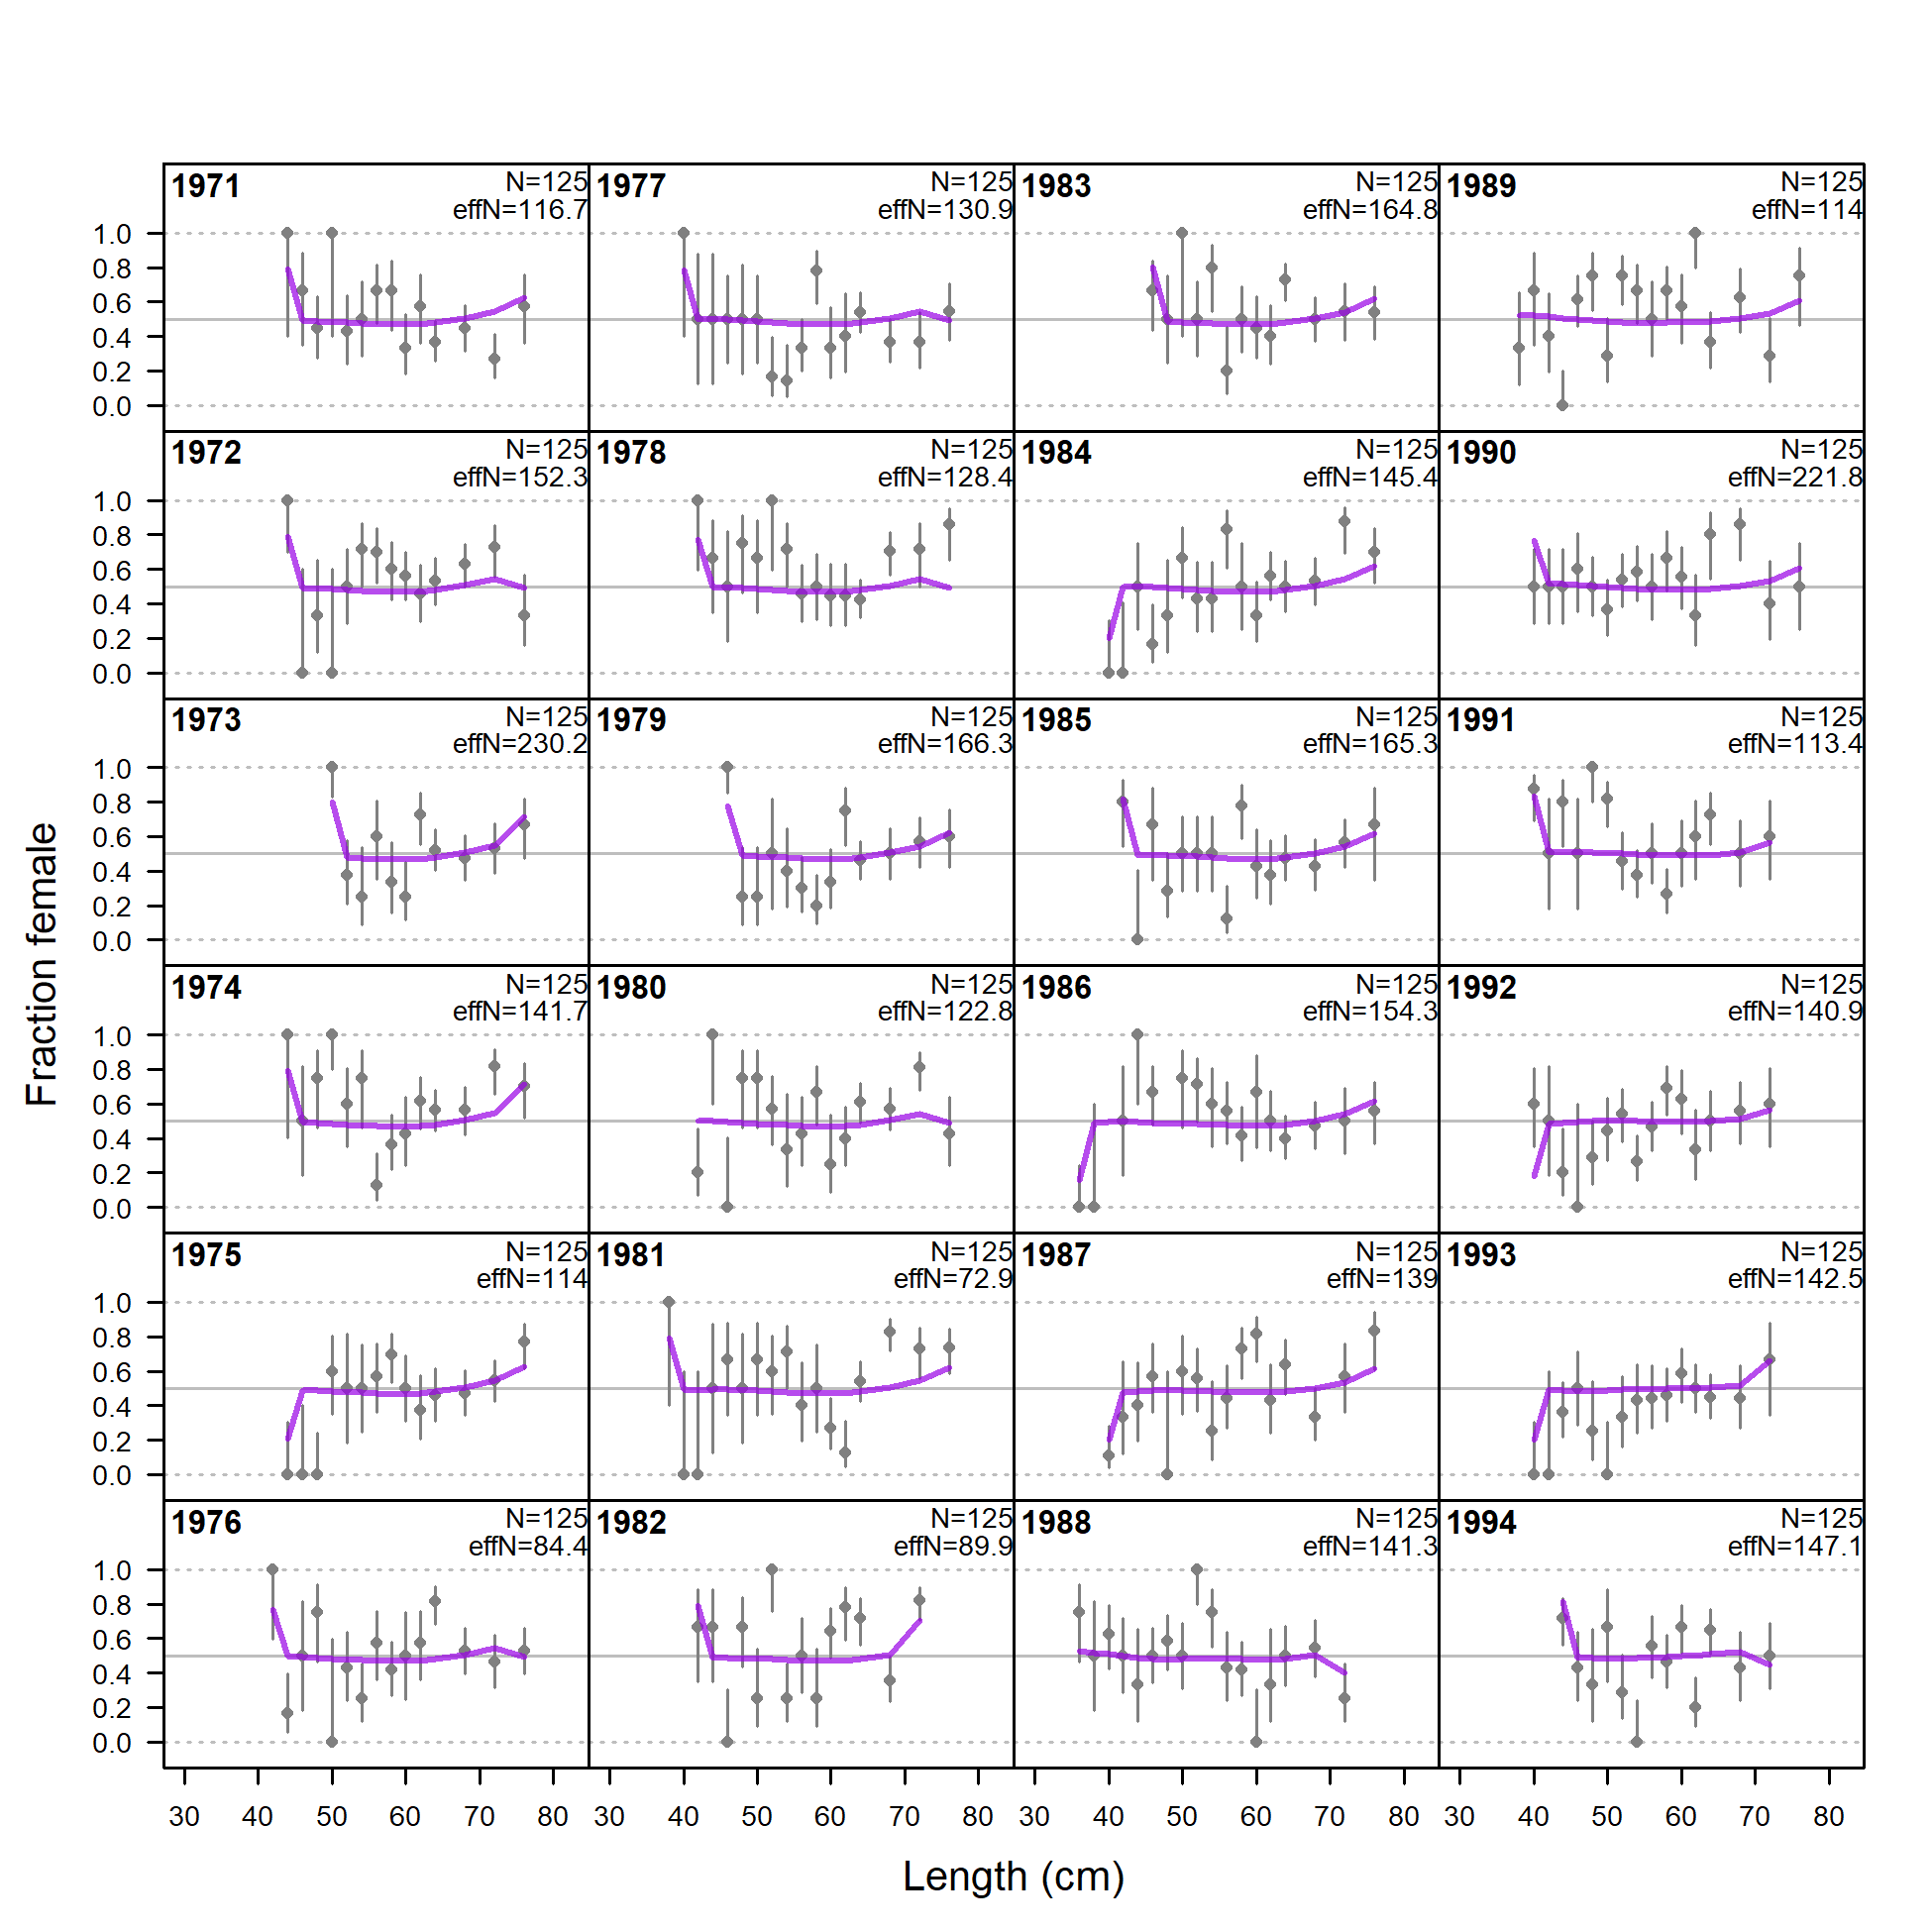 1971 N=125 1977 N=125 1983 N=125 1989 N=125
effN=116.7 effN=130.9 effN=164.8 effN=114
1.0
0.8
0.6
0.4
0.2
0.0
1972 N=125 1978 N=125 1984 N=125 1990 N=125
effN=152.3 effN=128.4 effN=145.4 effN=221.8
1.0
0.8
0.6
0.4
0.2
0.0
1973 N=125 1979 N=125 1985 N=125 1991 N=125
effN=230.2 effN=166.3 effN=165.3 effN=113.4
1.0
0.8
0.6
0.4
0.2
0.0
Fraction female
1974 N=125 1980 N=125 1986 N=125 1992 N=125
effN=141.7 effN=122.8 effN=154.3 effN=140.9
1.0
0.8
0.6
0.4
0.2
0.0
1975 N=125 1981 N=125 1987 N=125 1993 N=125
effN=114 effN=72.9 effN=139 effN=142.5
1.0
0.8
0.6
0.4
0.2
0.0
1976 N=125 1982 N=125 1988 N=125 1994 N=125
effN=84.4 effN=89.9 effN=141.3 effN=147.1
1.0
0.8
0.6
0.4
0.2
0.0
30 40 50 60 70 80 30 40 50 60 70 80 30 40 50 60 70 80 30 40 50 60 70 80
Length (cm)